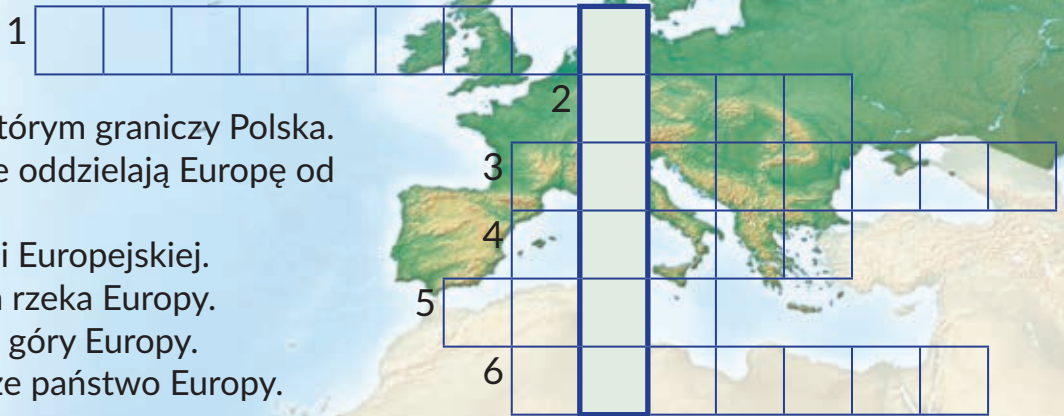 1
2
tórym graniczy Polska.
3
e oddzielają Europę od
4
i Europejskiej.
5
rzeka Europy.
góry Europy.
6
ze państwo Europy.